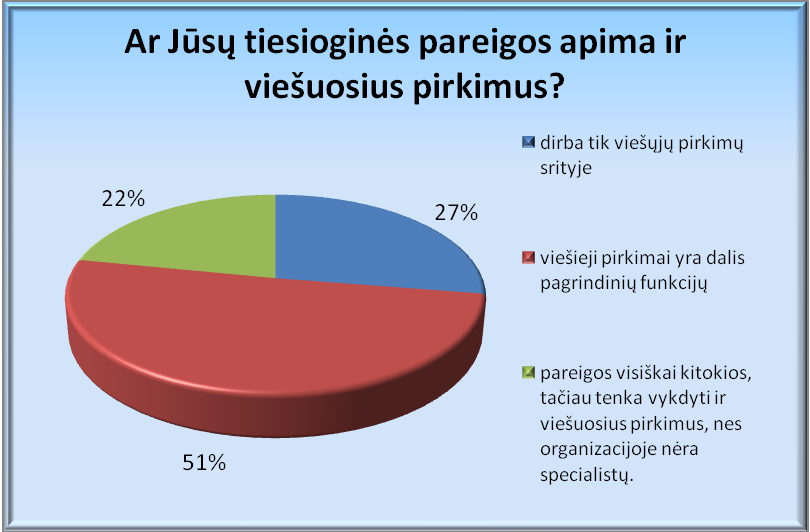 Ar Jūsų tiesioginės pareigos apima ir
viešuosius pirkimus?
dirba tik viešųjų pirkimų
srityje
22%
27%
viešieji pirkimai yra dalis
pagrindinių funkcijų
pareigos visiškai kitokios,
tačiau tenka vykdyti ir
viešuosius pirkimus, nes
organizacijoje nėra
specialistų.
51%